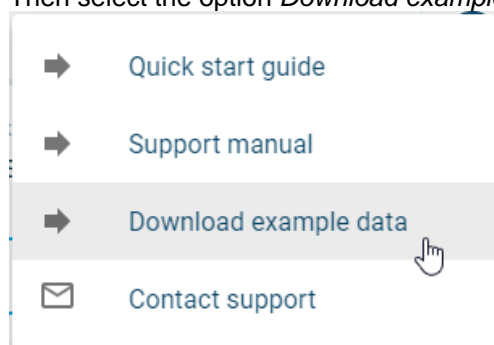 Then select the option Download example
Quick start guide
Support manual
Download example data
Contact support